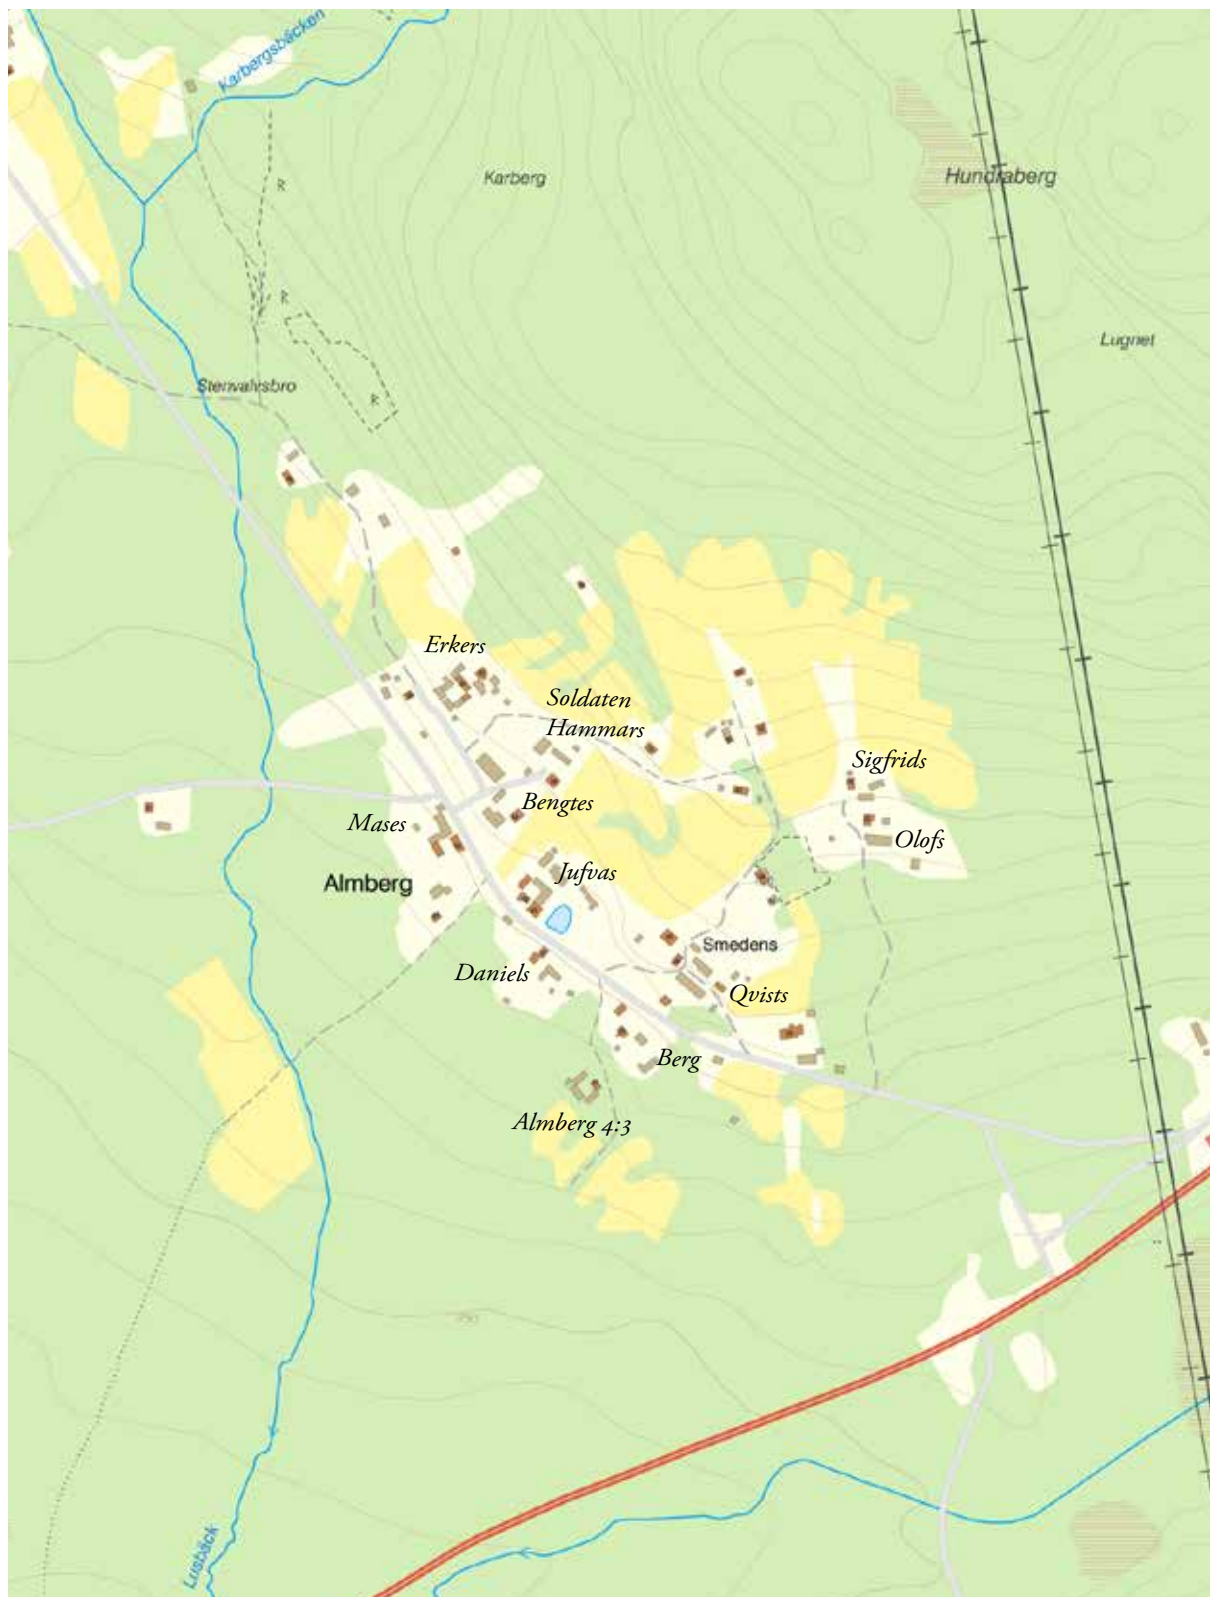 Karbergsbäcken
Karberg
Hundraberg
R
R
Lugnet
Stenvalvsbro
R
Erkers
Soldaten
Hammars
Sigfrids
Bengtes
Mases
Olofs
Jufvas
Almberg
Smedens
Daniels
Qvists
Berg
Almberg 4:3
Lusbäck